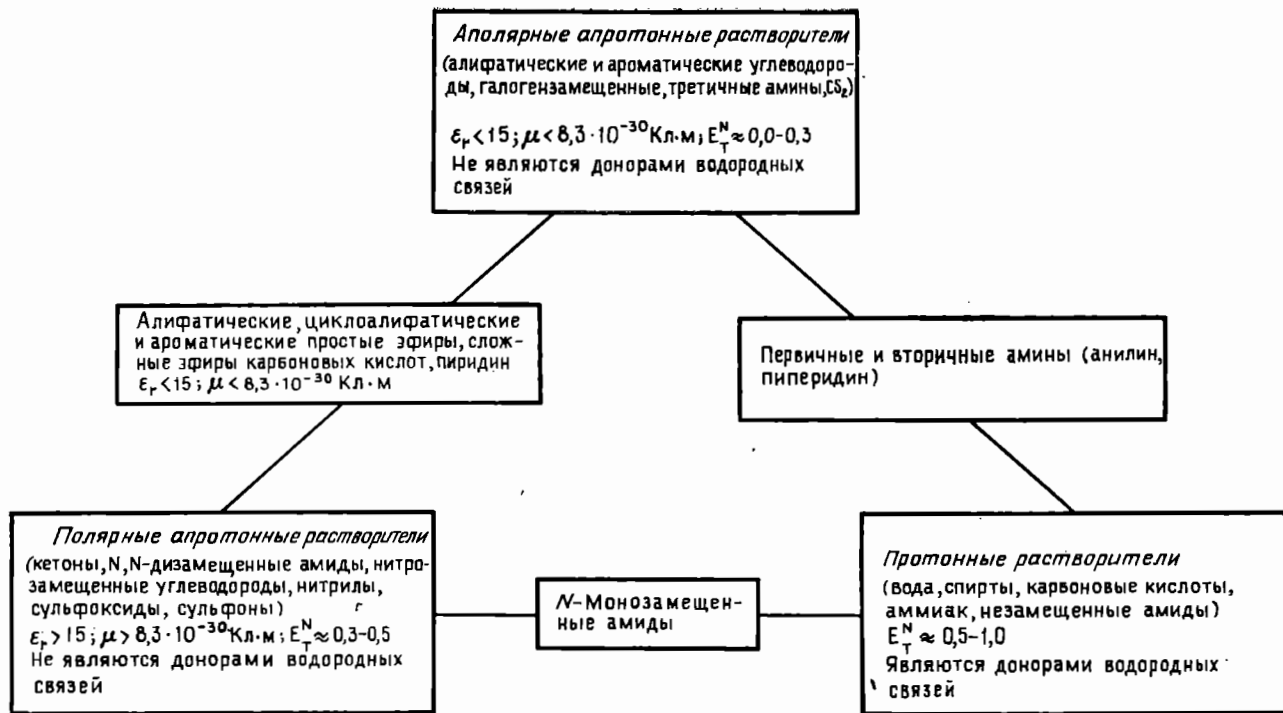 Аполярные апротонные растворители
(алифатические и ароматические углеводоро-
ды, галогензамещенные, третичные амины, CS₂)
εᵣ < 15; μ < 8,3 · 10⁻³⁰ Кл·м; E_T^N ≈ 0,0-0,3
Не являются донорами водородных
связей
Алифатические, циклоалифатические
и ароматические простые эфиры, слож-
ные эфиры карбоновых кислот, пиридин
εᵣ < 15; μ < 8,3 · 10⁻³⁰ Кл·м
Первичные и вторичные амины (анилин,
пиперидин)
Полярные апротонные растворители
(кетоны, N,N-дизамещенные амиды, нитро-
замещенные углеводороды, нитрилы,
сульфоксиды, сульфоны)
εᵣ > 15; μ > 8,3 · 10⁻³⁰ Кл·м; E_T^N ≈ 0,3-0,5
Не являются донорами водородных
связей
N-Монозамещен-
ные амиды
Протонные растворители
(вода, спирты, карбоновые кислоты,
аммиак, незамещенные амиды)
E_T^N ≈ 0,5-1,0
Являются донорами водородных
связей